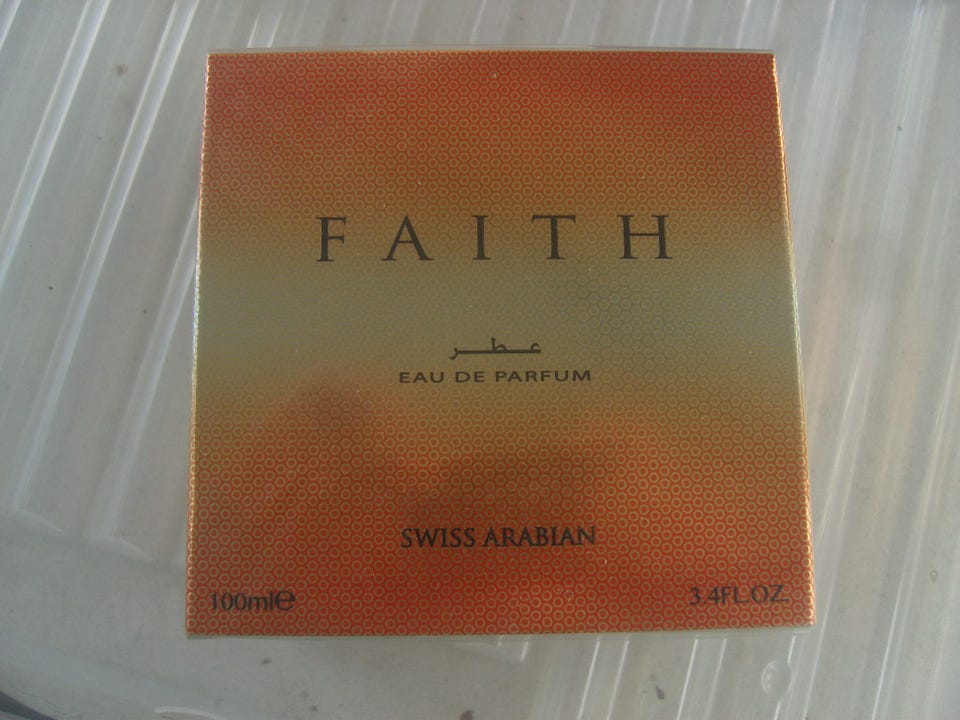 FAITH
عطر
EAU DE PARFUM
SWISS ARABIAN
100ml℮
3.4FL.OZ.